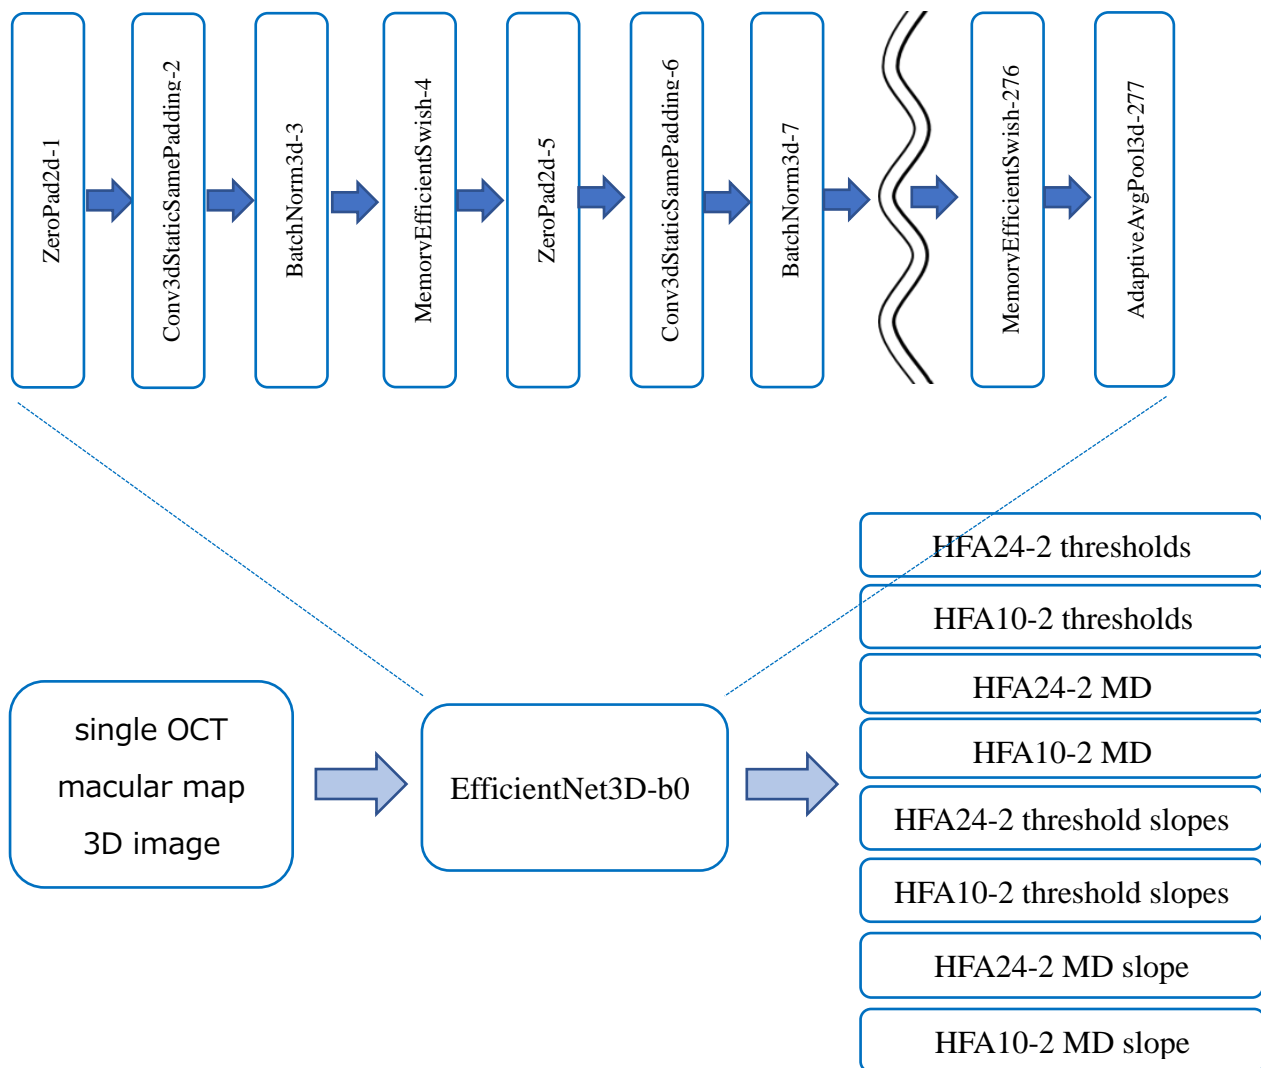 ZeroPad2d-1
Conv3dStaticSamePadding-2
BatchNorm3d-3
MemoryEfficientSwish-4
ZeroPad2d-5
Conv3dStaticSamePadding-6
BatchNorm3d-7
MemoryEfficientSwish-276
AdaptiveAvgPool3d-277
single OCT
macular map
3D image
EfficientNet3D-b0
HFA24-2 thresholds
HFA10-2 thresholds
HFA24-2 MD
HFA10-2 MD
HFA24-2 threshold slopes
HFA10-2 threshold slopes
HFA24-2 MD slope
HFA10-2 MD slope